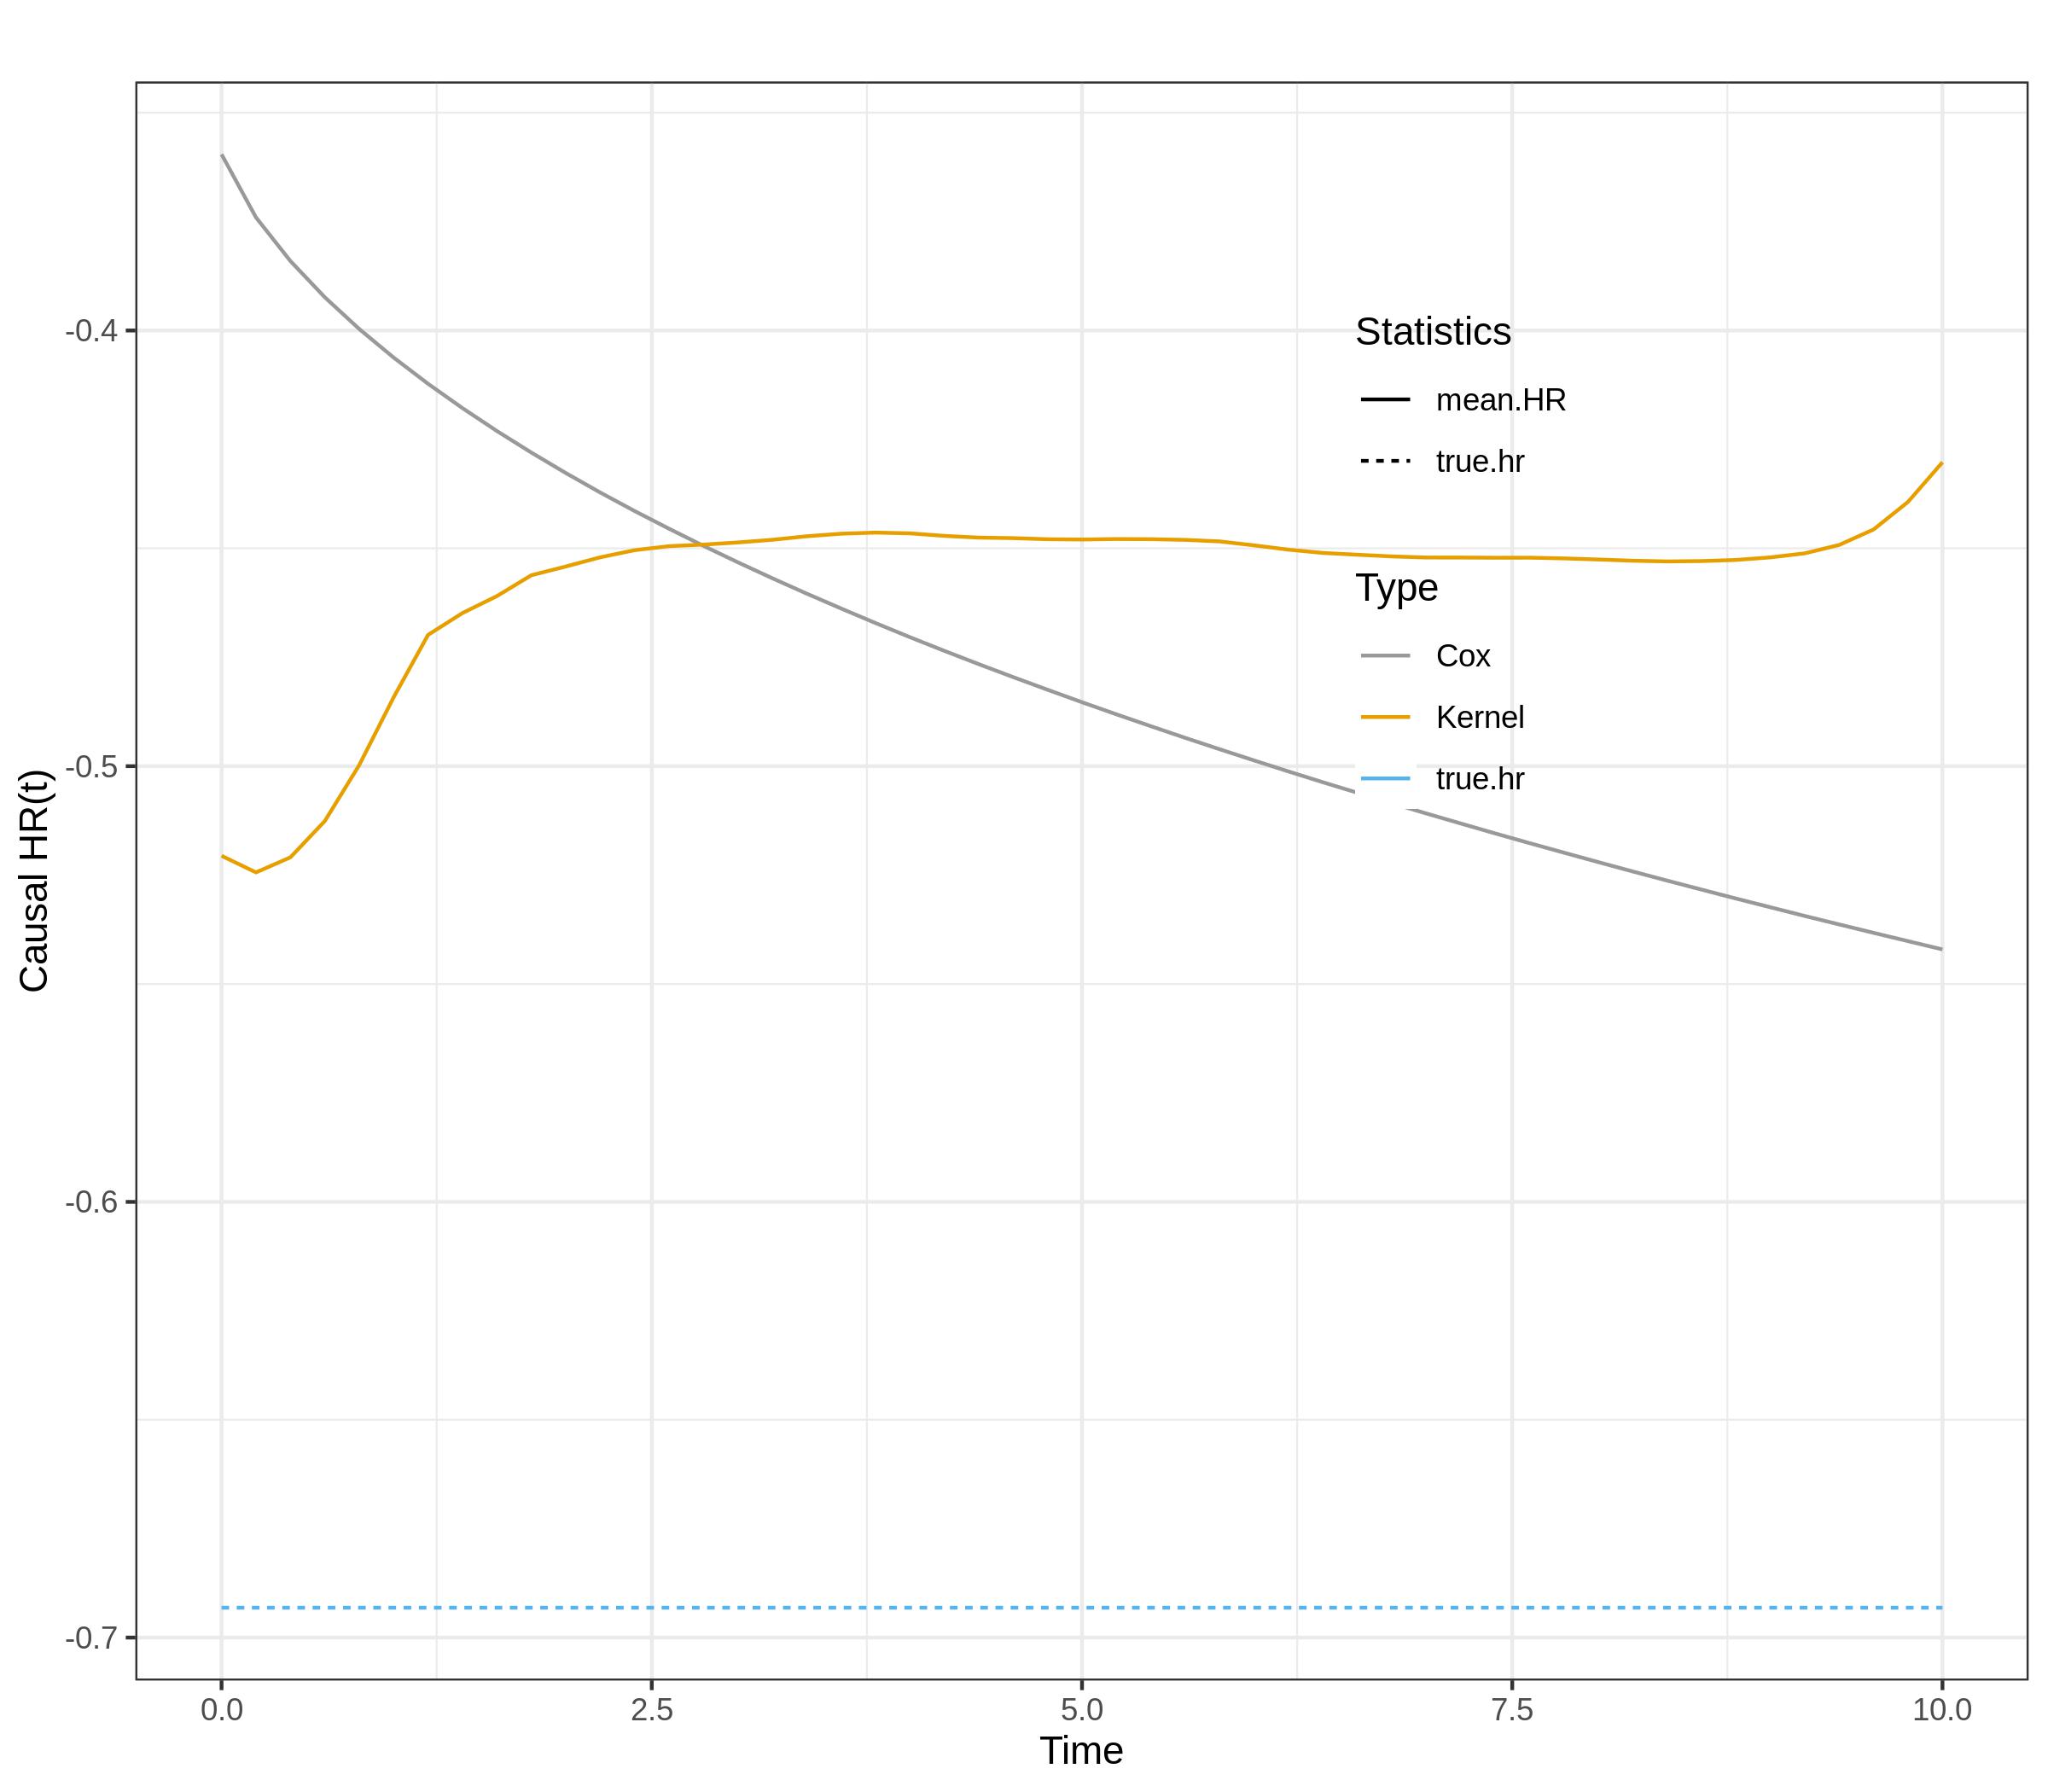 Statistics
mean.HR
true.hr
Type
Cox
Kernel
true.hr
Causal HR(t)
-0.4
-0.5
-0.6
-0.7
0.0 2.5 5.0 7.5 10.0
Time